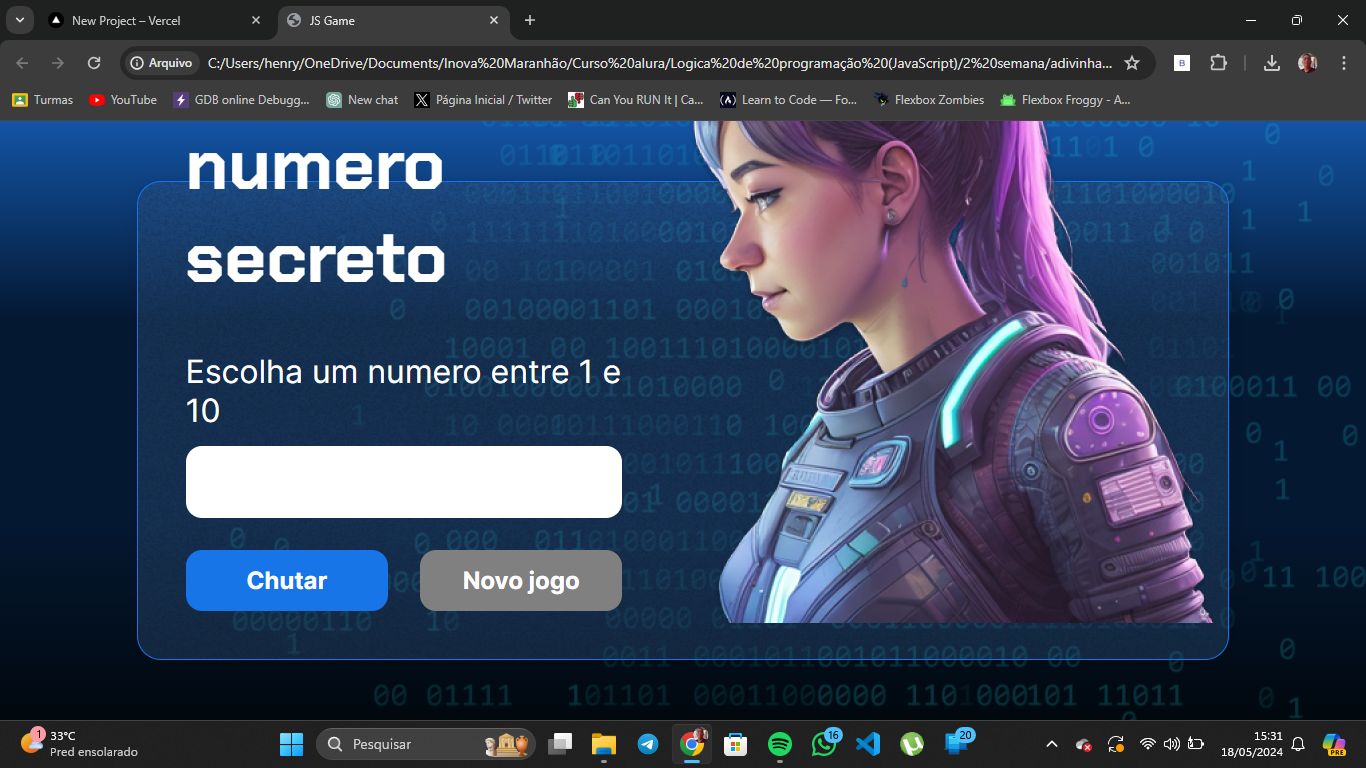 New Project – Vercel
JS Game
Arquivo
C:/Users/henry/OneDrive/Documents/Inova%20Maranhão/Curso%20alura/Logica%20de%20programação%20(JavaScript)/2%20semana/adivinha...
B
Turmas
YouTube
GDB online Debugg...
New chat
Página Inicial / Twitter
Can You RUN It | Ca...
Learn to Code — Fo...
Flexbox Zombies
Flexbox Froggy - A...
numero
secreto
Escolha um numero entre 1 e
10
Chutar
Novo jogo
1
33°C
Pred ensolarado
Pesquisar
16
20
15:31
18/05/2024
PRE